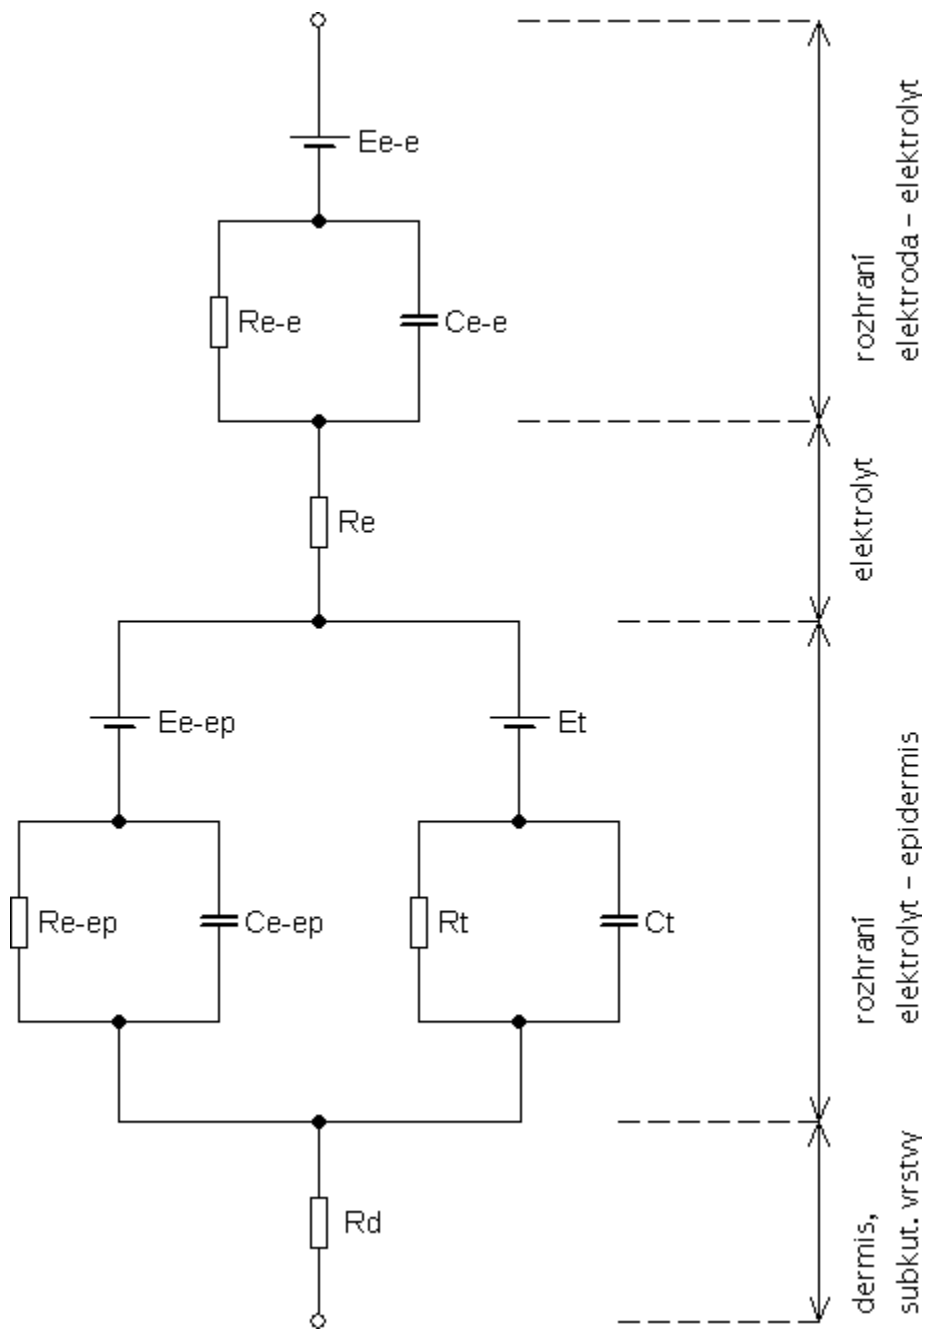 Ee-e
Re-e
Ce-e
rozhraní
elektroda – elektrolyt
Re
elektrolyt
Ee-ep
Et
Re-ep
Ce-ep
Rt
Ct
rozhraní
elektrolyt – epidermis
Rd
dermis,
subkut. vrstvy